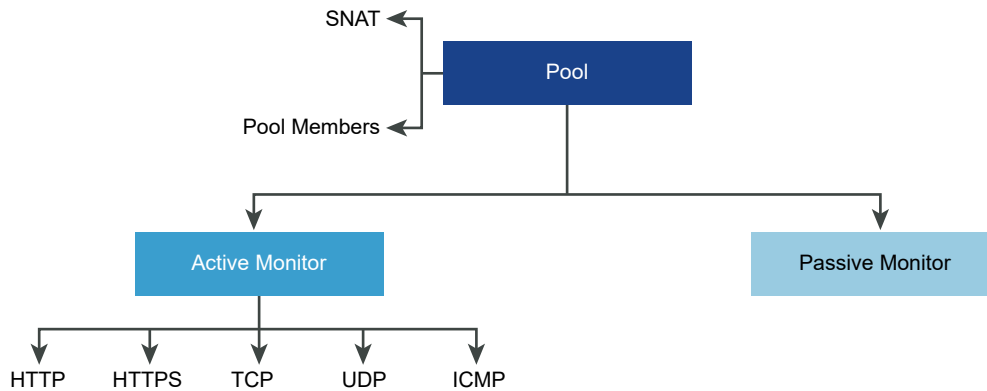 SNAT
Pool
Pool Members
Active Monitor
Passive Monitor
HTTP
HTTPS
TCP
UDP
ICMP